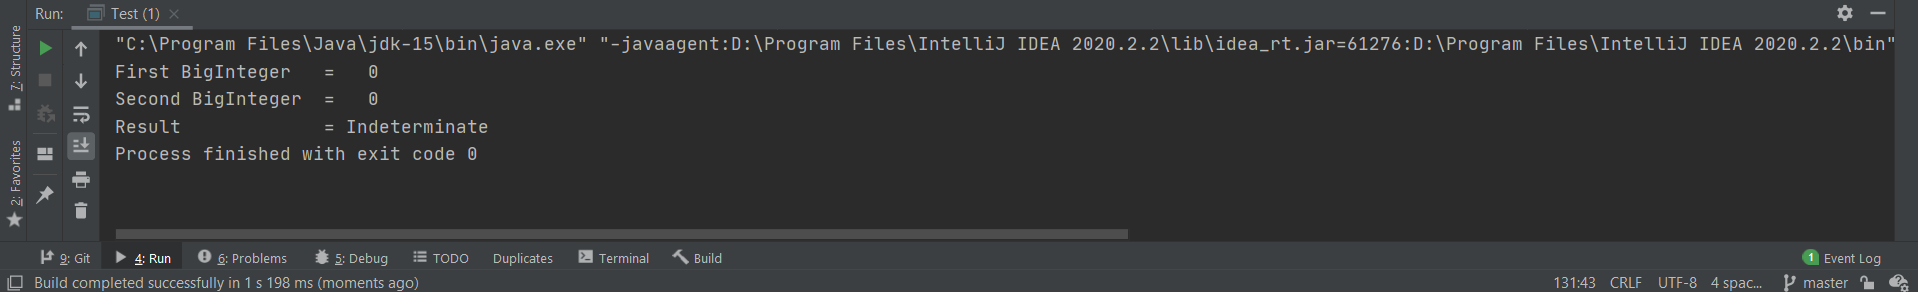 Run: Test (1)
"C:\Program Files\Java\jdk-15\bin\java.exe" "-javaagent:D:\Program Files\IntelliJ IDEA 2020.2.2\lib\idea_rt.jar=61276:D:\Program Files\IntelliJ IDEA 2020.2.2\bin"
First BigInteger   =   0
Second BigInteger  =   0
Result             = Indeterminate
Process finished with exit code 0
7: Structure
2: Favorites
9: Git 4: Run 6: Problems 5: Debug TODO Duplicates Terminal Build 1 Event Log
Build completed successfully in 1 s 198 ms (moments ago) 131:43 CRLF UTF-8 4 spac... master